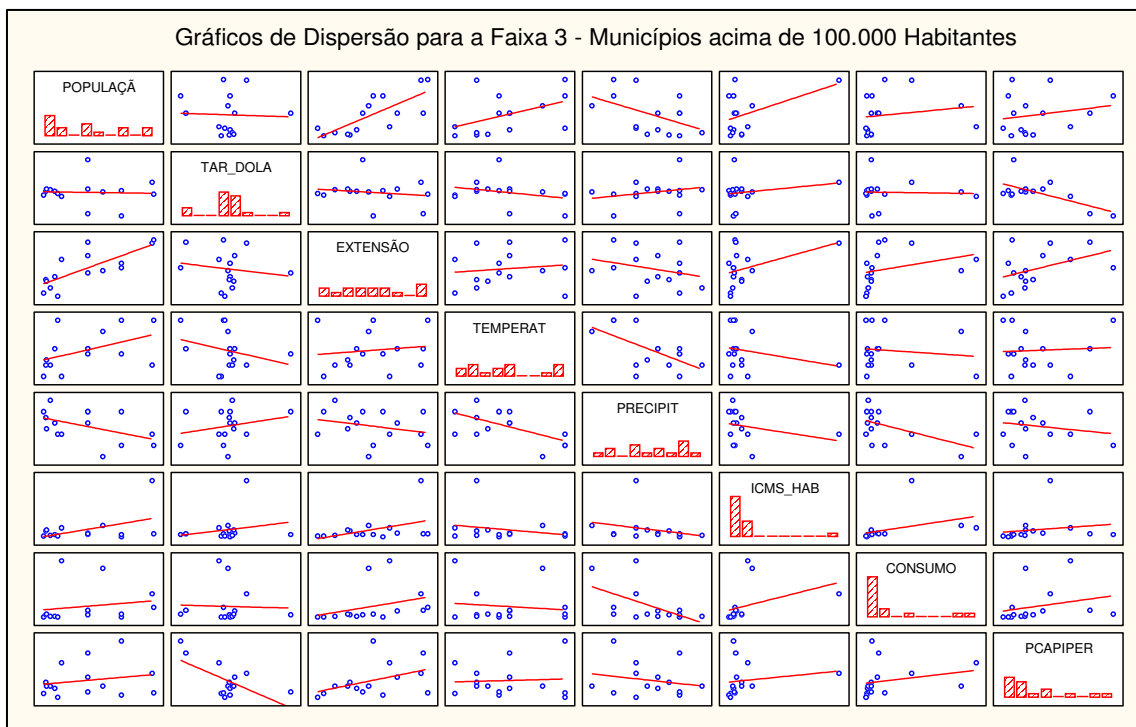 Gráficos de Dispersão para a Faixa 3 - Municípios acima de 100.000 Habitantes
POPULAÇÃ
TAR_DOLA
EXTENSÃO
TEMPERAT
PRECIPIT
ICMS_HAB
CONSUMO
PCAPIPER